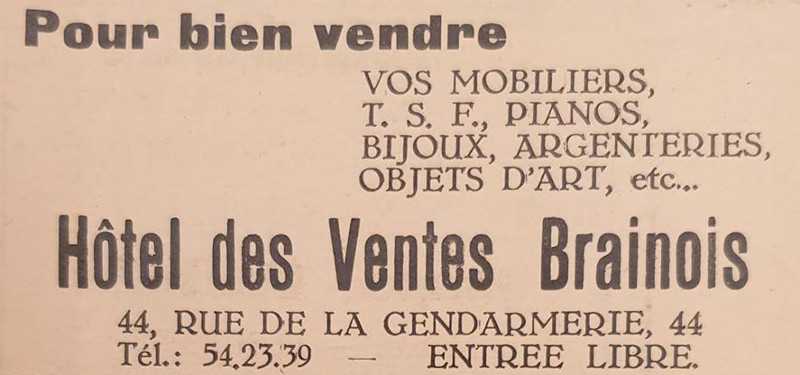 Pour bien vendre
VOS MOBILIERS,
T. S. F., PIANOS,
BIJOUX, ARGENTERIES,
OBJETS D'ART, etc...
Hôtel des Ventes Brainois
44, RUE DE LA GENDARMERIE, 44
Tél.: 54.23.39 — ENTREE LIBRE.